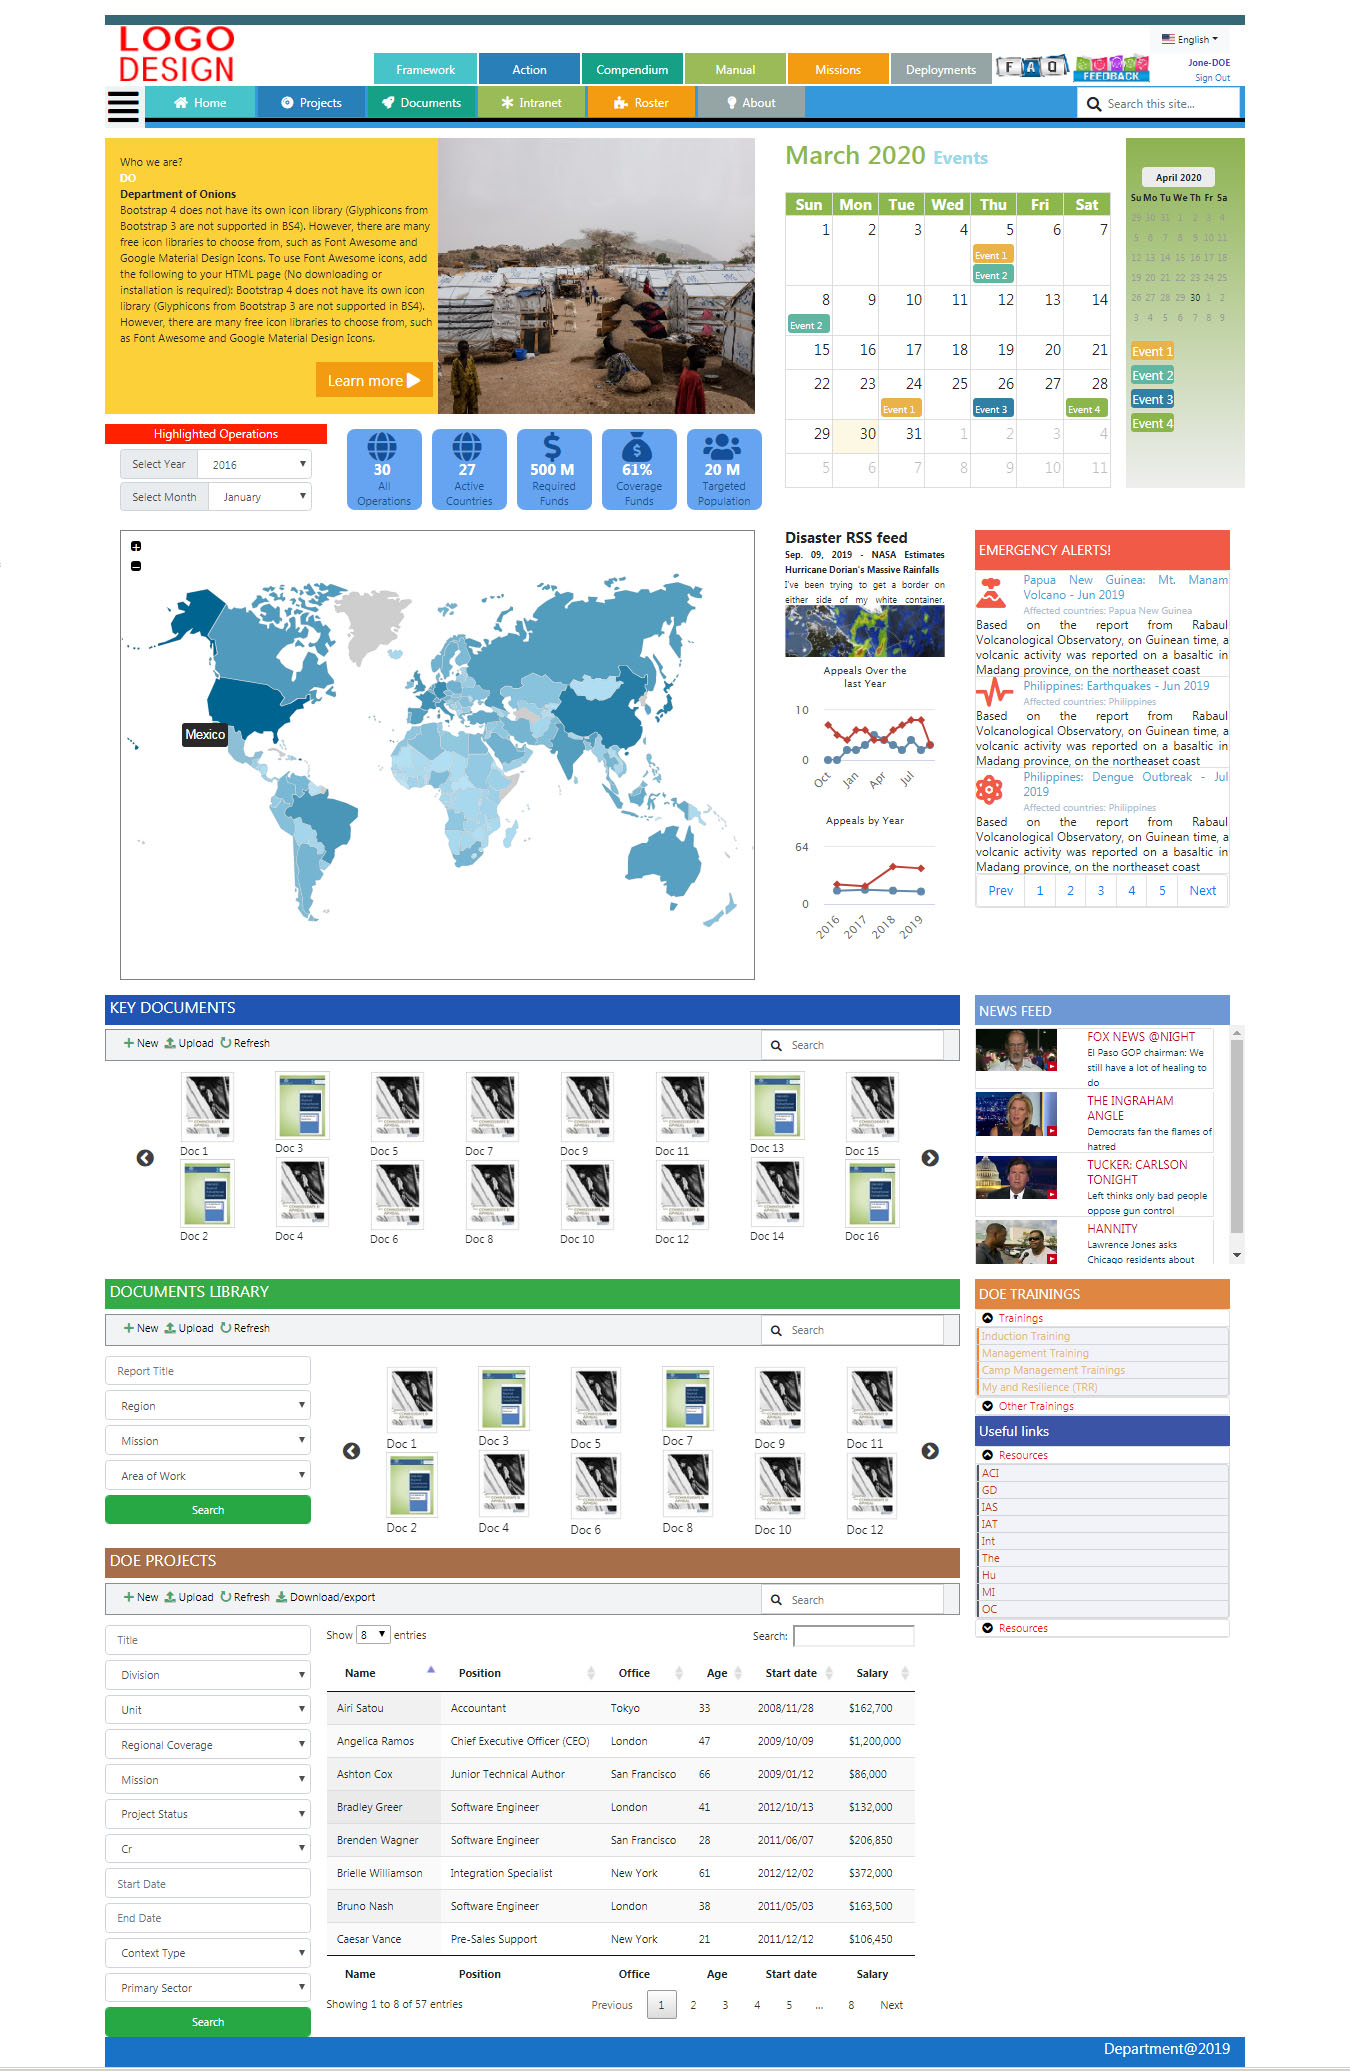 LOGO
DESIGN
English
Framework
Action
Compendium
Manual
Missions
Deployments
FAQ
FEEDBACK
Jone-DOE
Sign Out
Home
Projects
Documents
Intranet
Roster
About
Search this site...
Who we are?
DO
Department of Onions
Bootstrap 4 does not have its own icon library (Glyphicons from
Bootstrap 3 are not supported in BS4). However, there are many
free icon libraries to choose from, such as Font Awesome and
Google Material Design Icons. To use Font Awesome icons, add
the following to your HTML page (No downloading or
installation is required): Bootstrap 4 does not have its own icon
library (Glyphicons from Bootstrap 3 are not supported in BS4).
However, there are many free icon libraries to choose from, such
as Font Awesome and Google Material Design Icons.
Learn more
March 2020 Events
Sun Mon Tue Wed Thu Fri Sat
1 2 3 4 5 6 7
Event 1
Event 2
8 9 10 11 12 13 14
Event 2
15 16 17 18 19 20 21
22 23 24 25 26 27 28
Event 1 Event 3 Event 4
29 30 31 1 2 3 4
5 6 7 8 9 10 11
April 2020
Su Mo Tu We Th Fr Sa
29 30 31 1 2 3 4
5 6 7 8 9 10 11
12 13 14 15 16 17 18
19 20 21 22 23 24 25
26 27 28 29 30 1 2
3 4 5 6 7 8 9
Event 1
Event 2
Event 3
Event 4
Highlighted Operations
Select Year 2016
Select Month January
30
All
Operations
27
Active
Countries
500 M
Required
Funds
61%
Coverage
Funds
20 M
Targeted
Population
Mexico
Disaster RSS feed
Sep. 09, 2019 - NASA Estimates
Hurricane Dorian's Massive Rainfalls
I've been trying to get a border on
either side of my white container.
Appeals Over the
last Year
10
0
Oct Jan Apr Jul
Appeals by Year
64
0
2016 2017 2018 2019
EMERGENCY ALERTS!
Papua New Guinea: Mt. Manam
Volcano - Jun 2019
Affected countries: Papua New Guinea
Based on the report from Rabaul
Volcanological Observatory, on Guinean time, a
volcanic activity was reported on a basaltic in
Madang province, on the northeaset coast
Philippines: Earthquakes - Jun 2019
Affected countries: Philippines
Based on the report from Rabaul
Volcanological Observatory, on Guinean time, a
volcanic activity was reported on a basaltic in
Madang province, on the northeaset coast
Philippines: Dengue Outbreak - Jul
2019
Affected countries: Philippines
Based on the report from Rabaul
Volcanological Observatory, on Guinean time, a
volcanic activity was reported on a basaltic in
Madang province, on the northeaset coast
Prev 1 2 3 4 5 Next
KEY DOCUMENTS
New Upload Refresh
Search
Doc 1 Doc 3 Doc 5 Doc 7 Doc 9 Doc 11 Doc 13 Doc 15
Doc 2 Doc 4 Doc 6 Doc 8 Doc 10 Doc 12 Doc 14 Doc 16
NEWS FEED
FOX NEWS @NIGHT
El Paso GOP chairman: We
still have a lot of healing to
do
THE INGRAHAM
ANGLE
Democrats fan the flames of
hatred
TUCKER: CARLSON
TONIGHT
Left thinks only bad people
oppose gun control
HANNITY
Lawrence Jones asks
Chicago residents about
DOCUMENTS LIBRARY
New Upload Refresh
Search
Report Title
Region
Mission
Area of Work
Search
Doc 1 Doc 3 Doc 5 Doc 7 Doc 9 Doc 11
Doc 2 Doc 4 Doc 6 Doc 8 Doc 10 Doc 12
DOE TRAININGS
Trainings
Induction Training
Management Training
Camp Management Trainings
My and Resilience (TRR)
Other Trainings
Useful links
Resources
ACI
GD
IAS
IAT
Int
The
Hu
MI
OC
Resources
DOE PROJECTS
New Upload Refresh Download/export
Search
Title
Division
Unit
Regional Coverage
Mission
Project Status
Cr
Start Date
End Date
Context Type
Primary Sector
Search
Show 8 entries
Search:
Name Position Office Age Start date Salary
Airi Satou Accountant Tokyo 33 2008/11/28 $162,700
Angelica Ramos Chief Executive Officer (CEO) London 47 2009/10/09 $1,200,000
Ashton Cox Junior Technical Author San Francisco 66 2009/01/12 $86,000
Bradley Greer Software Engineer London 41 2012/10/13 $132,000
Brenden Wagner Software Engineer San Francisco 28 2011/06/07 $206,850
Brielle Williamson Integration Specialist New York 61 2012/12/02 $372,000
Bruno Nash Software Engineer London 38 2011/05/03 $163,500
Caesar Vance Pre-Sales Support New York 21 2011/12/12 $106,450
Name Position Office Age Start date Salary
Showing 1 to 8 of 57 entries
Previous 1 2 3 4 5 ... 8 Next
Department@2019